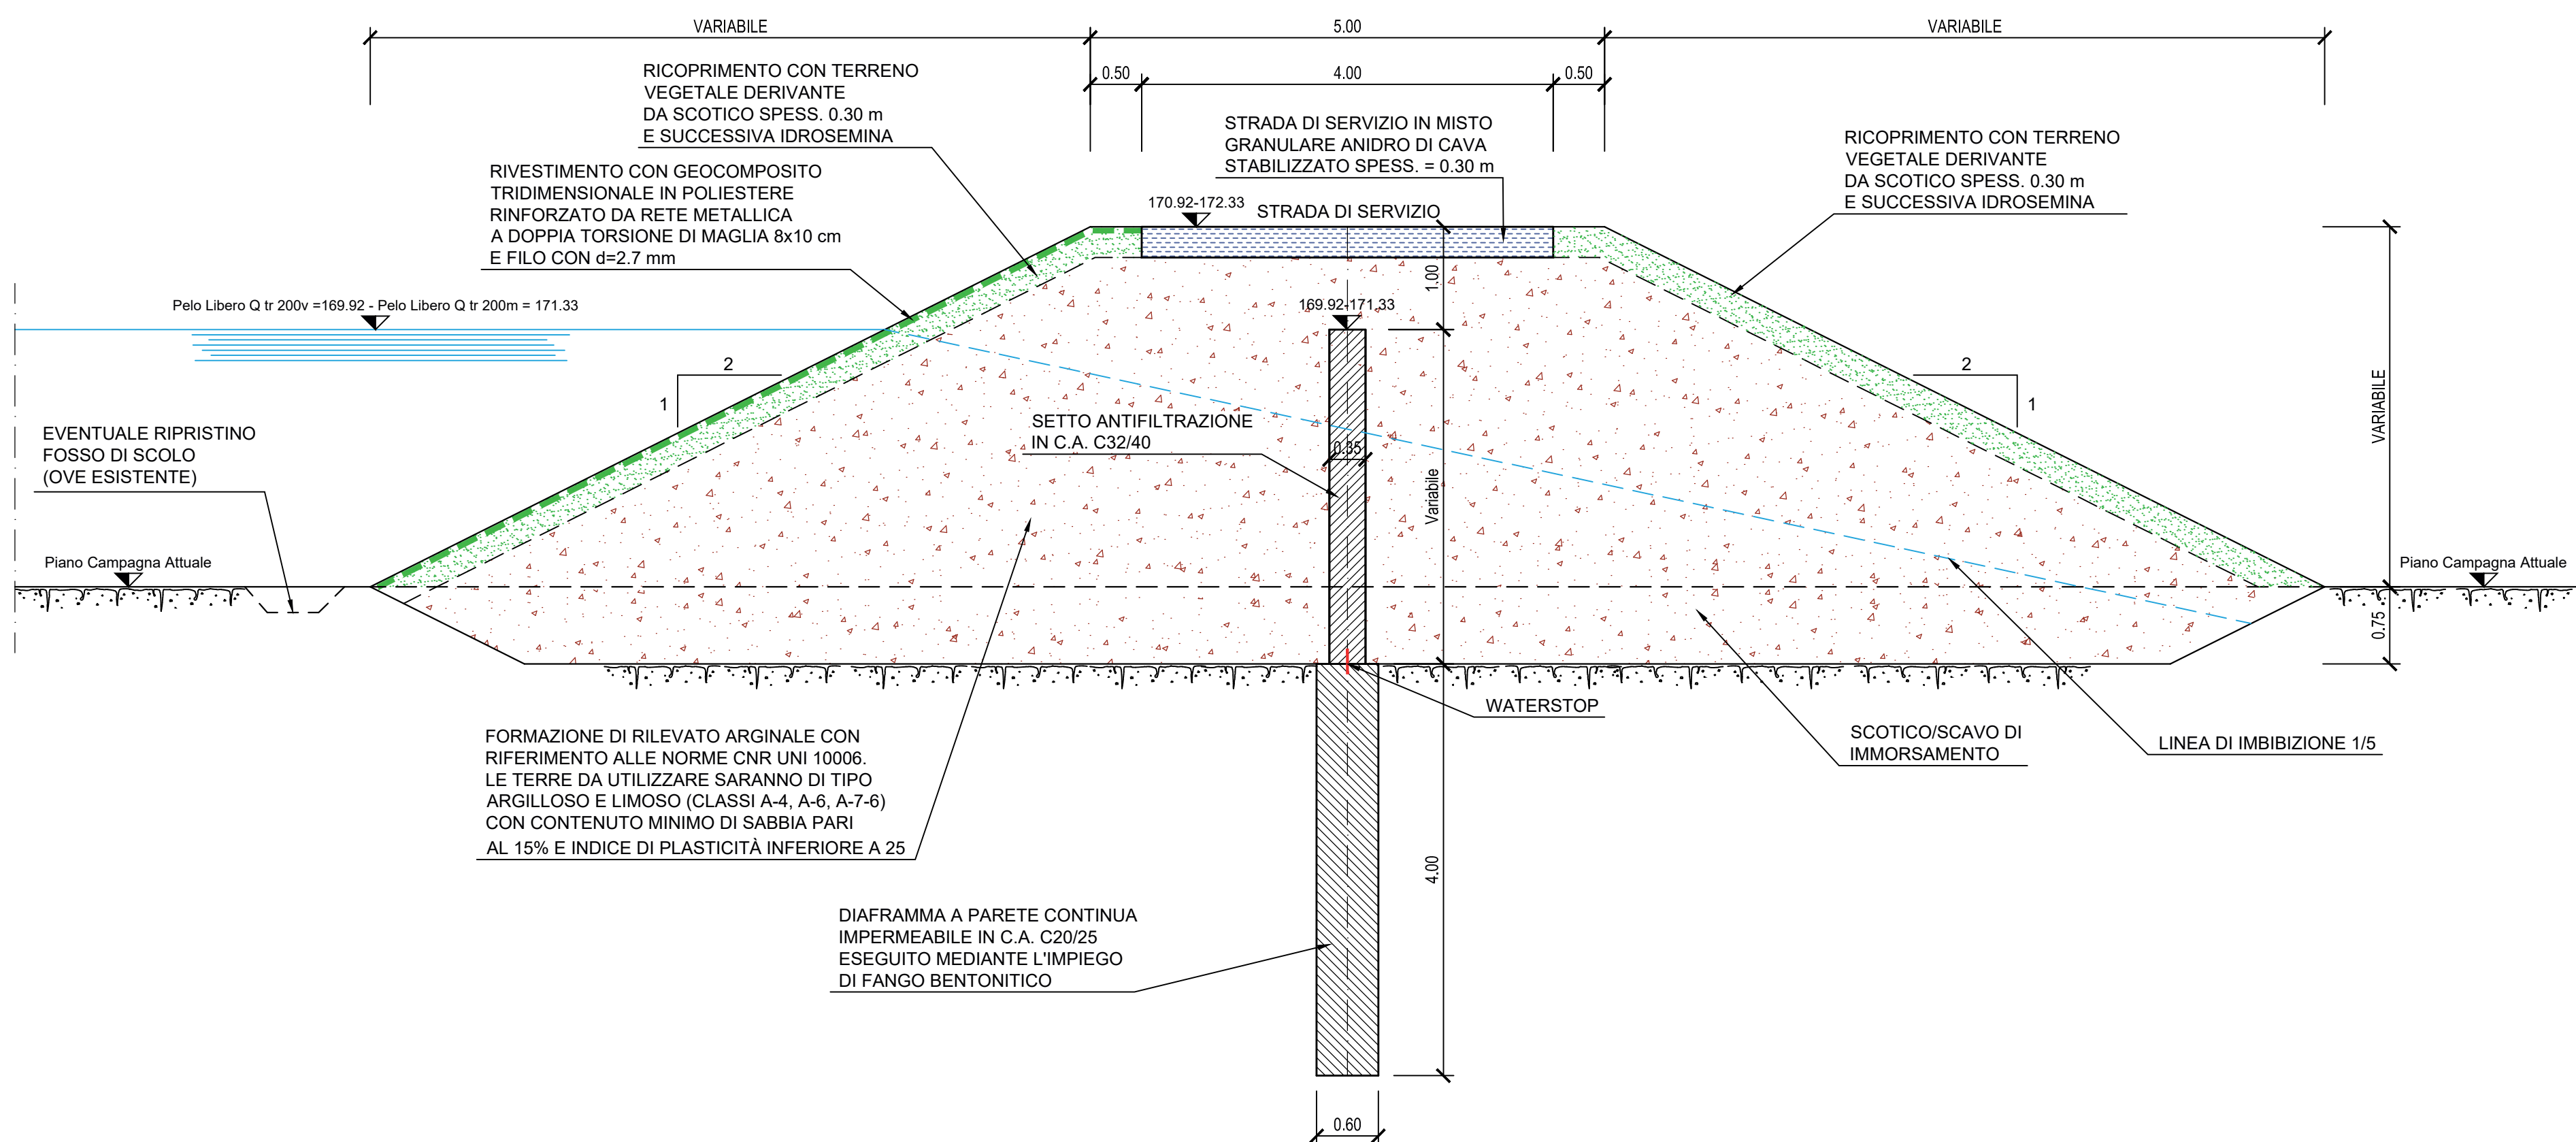 VARIABILE
5.00
VARIABILE
0.50
4.00
0.50
RICOPRIMENTO CON TERRENO
VEGETALE DERIVANTE
DA SCOTICO SPESS. 0.30 m
E SUCCESSIVA IDROSEMINA
STRADA DI SERVIZIO IN MISTO
GRANULARE ANIDRO DI CAVA
STABILIZZATO SPESS. = 0.30 m
RICOPRIMENTO CON TERRENO
VEGETALE DERIVANTE
DA SCOTICO SPESS. 0.30 m
E SUCCESSIVA IDROSEMINA
RIVESTIMENTO CON GEOCOMPOSITO
TRIDIMENSIONALE IN POLIESTERE
RINFORZATO DA RETE METALLICA
A DOPPIA TORSIONE DI MAGLIA 8x10 cm
E FILO CON d=2.7 mm
170.92-172.33
STRADA DI SERVIZIO
1.00
Pelo Libero Q tr 200v =169.92 - Pelo Libero Q tr 200m = 171.33
169.92-171.33
2
1
2
1
VARIABILE
SETTO ANTIFILTRAZIONE
IN C.A. C32/40
0.35
Variabile
EVENTUALE RIPRISTINO
FOSSO DI SCOLO
(OVE ESISTENTE)
Piano Campagna Attuale
Piano Campagna Attuale
0.75
WATERSTOP
SCOTICO/SCAVO DI
IMMORSAMENTO
LINEA DI IMBIBIZIONE 1/5
FORMAZIONE DI RILEVATO ARGINALE CON
RIFERIMENTO ALLE NORME CNR UNI 10006.
LE TERRE DA UTILIZZARE SARANNO DI TIPO
ARGILLOSO E LIMOSO (CLASSI A-4, A-6, A-7-6)
CON CONTENUTO MINIMO DI SABBIA PARI
AL 15% E INDICE DI PLASTICITÀ INFERIORE A 25
4.00
DIAFRAMMA A PARETE CONTINUA
IMPERMEABILE IN C.A. C20/25
ESEGUITO MEDIANTE L'IMPIEGO
DI FANGO BENTONITICO
0.60